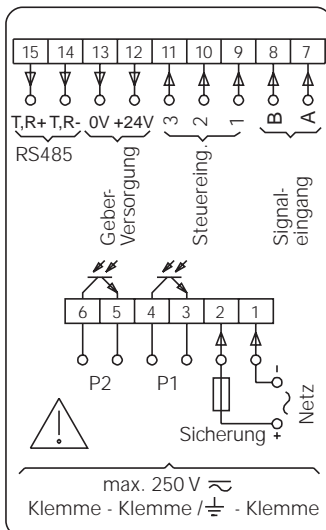 15 14 13 12 11 10 9 8 7
T,R+ T,R- 0V +24V 3 2 1 B A
RS485
Geber-
Versorgung
Steuereing.
Signal-
eingang
6 5 4 3 2 1
P2 P1
-
Netz
Sicherung +
!
max. 250 V
Klemme - Klemme / - Klemme